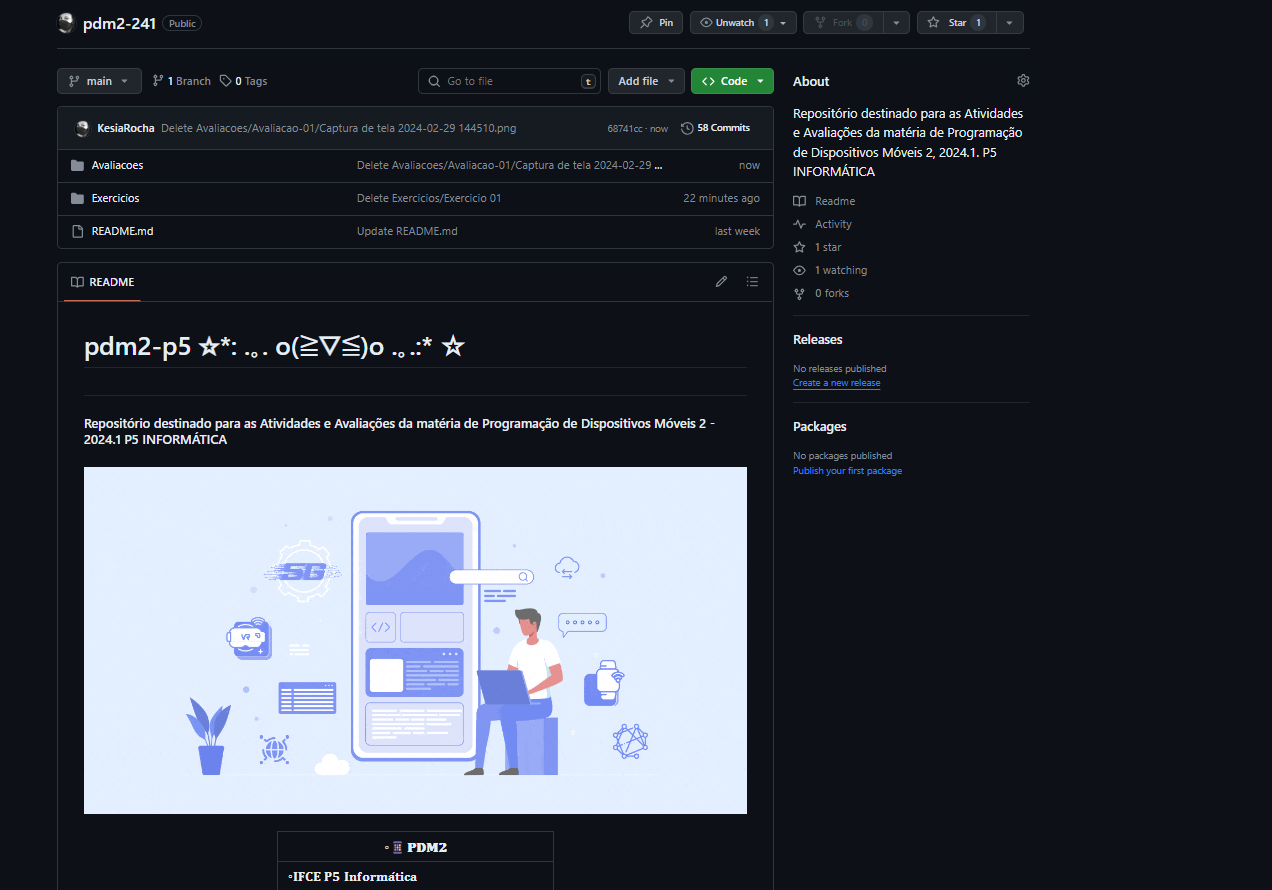 pdm2-241 Public Pin Unwatch 1 Fork 0 Star 1
main 1 Branch 0 Tags Go to file t Add file Code
KesiaRocha Delete Avaliacoes/Avaliacao-01/Captura de tela 2024-02-29 144510.png 68741cc · now 58 Commits
Avaliacoes Delete Avaliacoes/Avaliacao-01/Captura de tela 2024-02-29 ... now
Exercicios Delete Exercicios/Exercicio 01 22 minutes ago
README.md Update README.md last week
README
pdm2-p5 ☆*: .｡. o(≧▽≦)o .｡.:* ☆
Repositório destinado para as Atividades e Avaliações da matéria de Programação de Dispositivos Móveis 2 -
2024.1 P5 INFORMÁTICA
5G
</>
VR
◦ PDM2
◦IFCE P5 Informática
About
Repositório destinado para as Atividades
e Avaliações da matéria de Programação
de Dispositivos Móveis 2, 2024.1. P5
INFORMÁTICA
Readme
Activity
1 star
1 watching
0 forks
Releases
No releases published
Create a new release
Packages
No packages published
Publish your first package